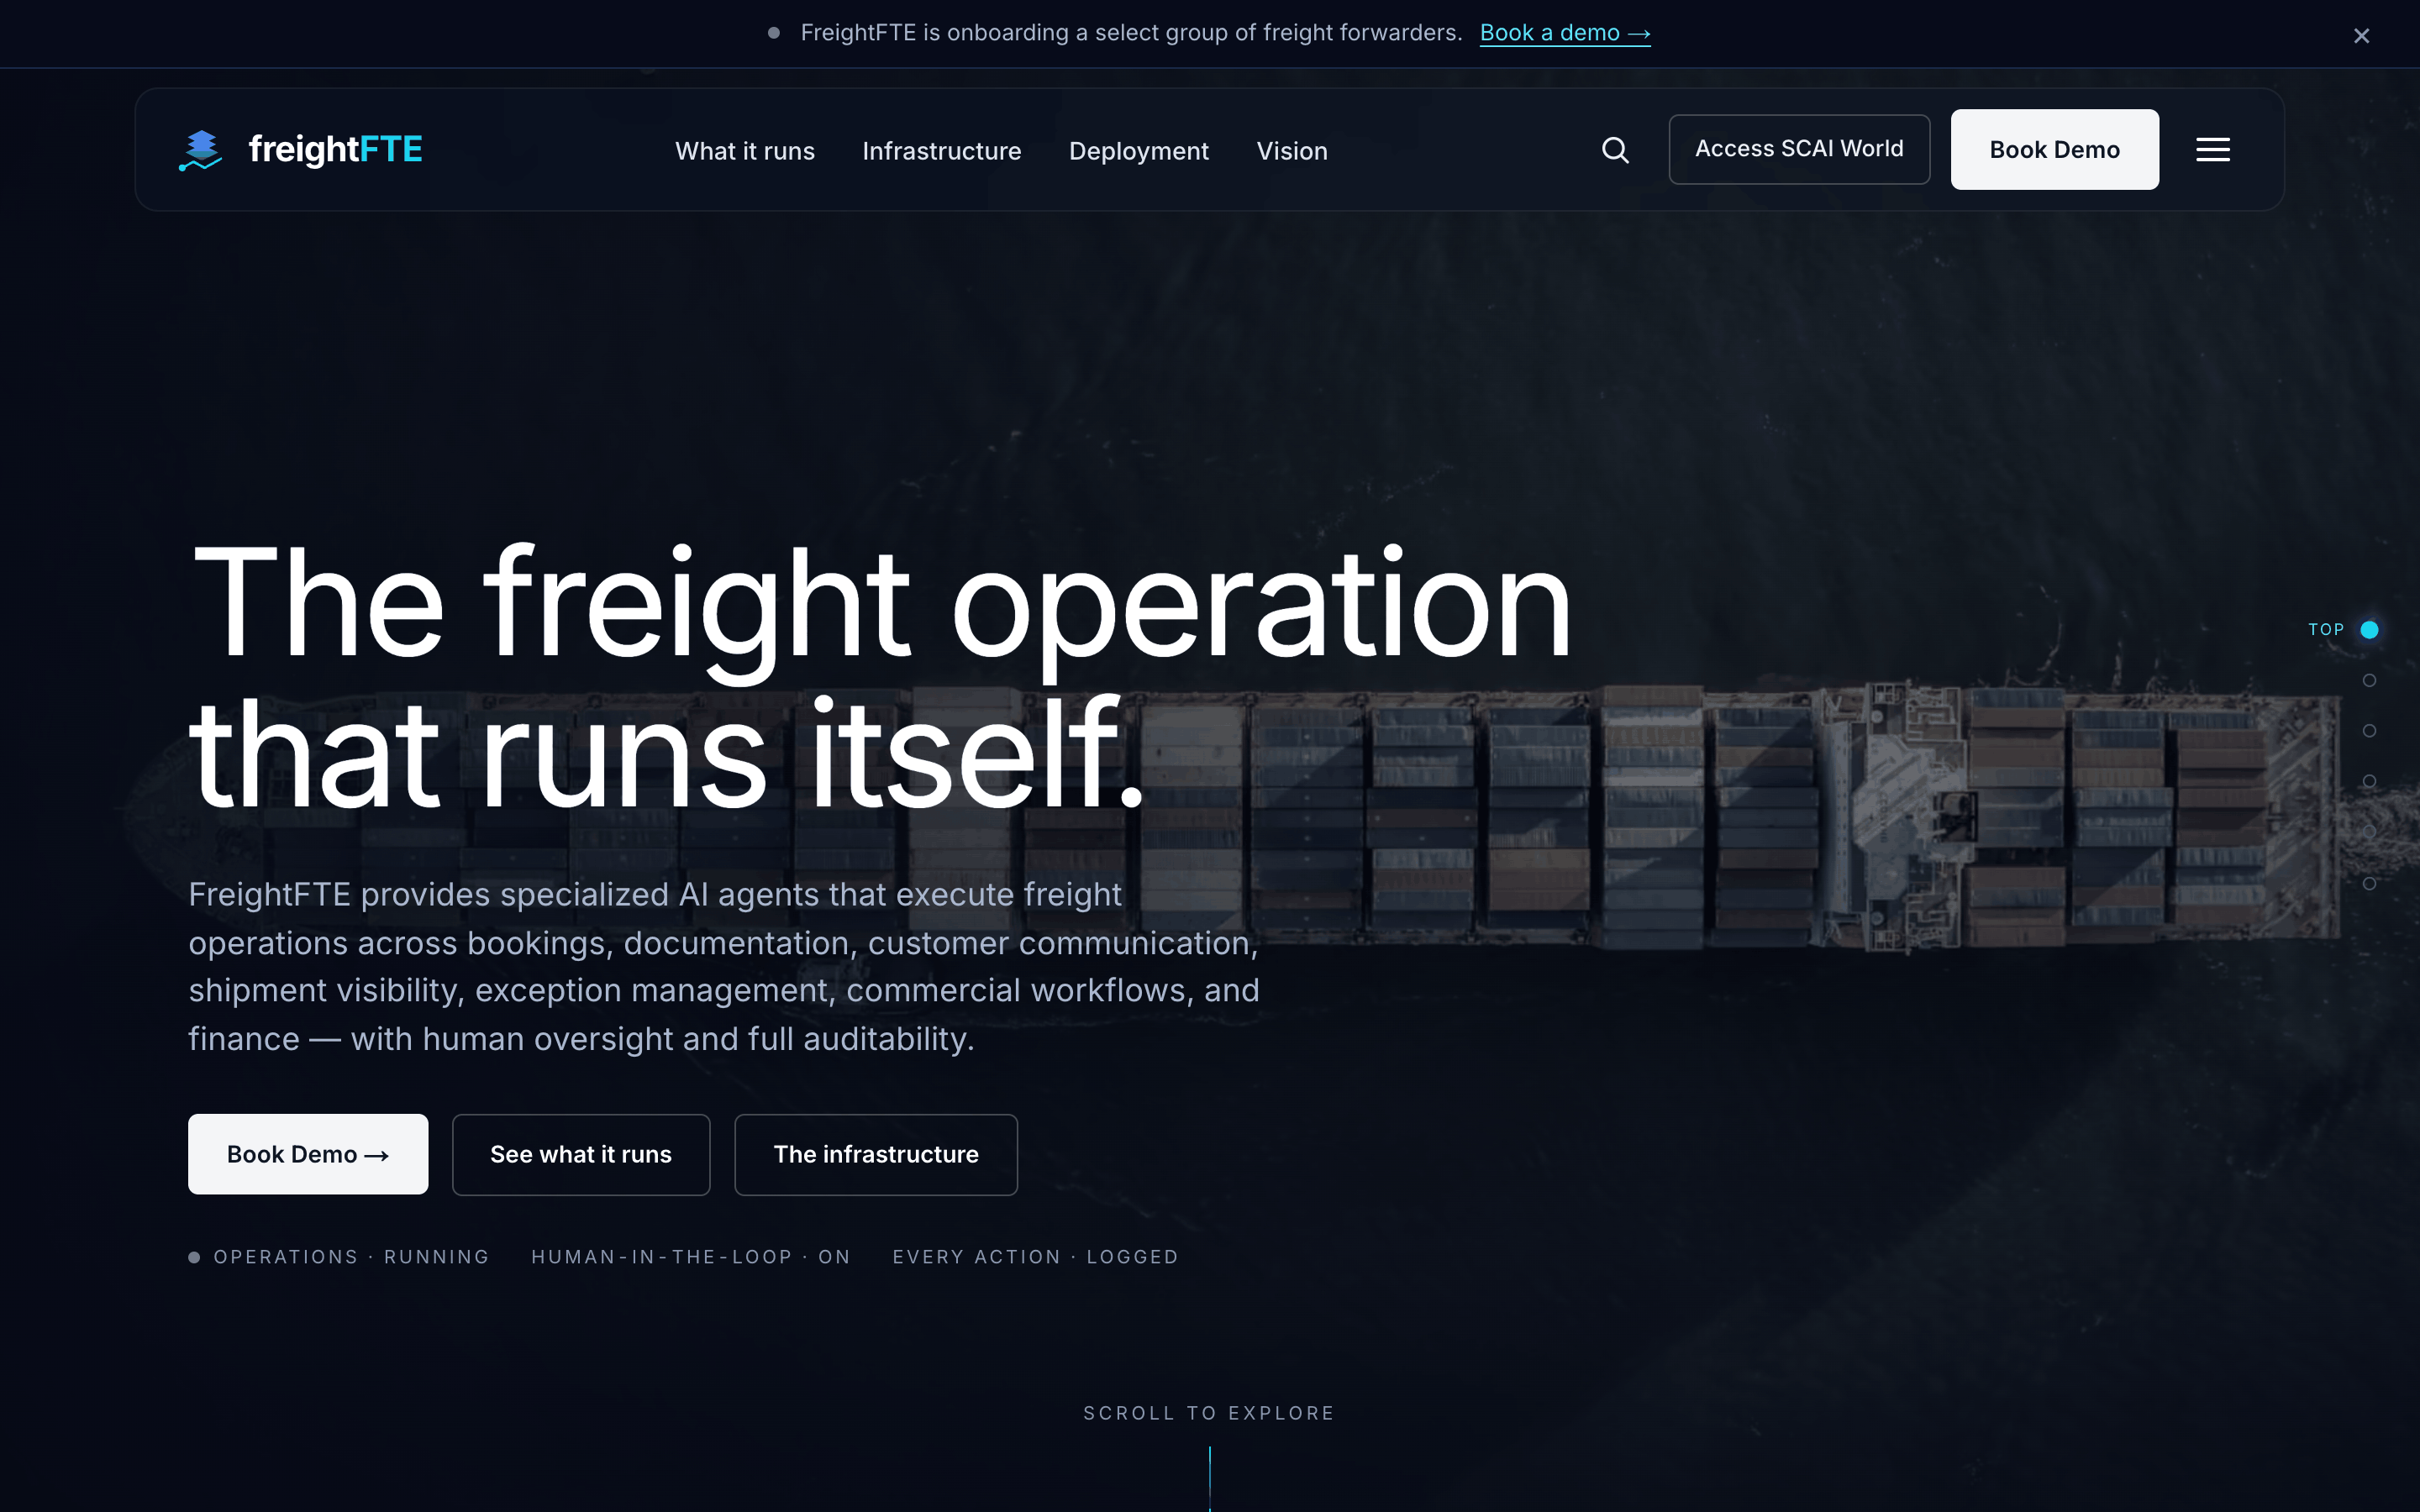 FreightFTE is onboarding a select group of freight forwarders. Book a demo →
freightFTE
What it runs
Infrastructure
Deployment
Vision
Access SCAI World
Book Demo
The freight operation
that runs itself.
TOP
FreightFTE provides specialized AI agents that execute freight
operations across bookings, documentation, customer communication,
shipment visibility, exception management, commercial workflows, and
finance — with human oversight and full auditability.
Book Demo →
See what it runs
The infrastructure
OPERATIONS · RUNNING
HUMAN-IN-THE-LOOP · ON
EVERY ACTION · LOGGED
SCROLL TO EXPLORE